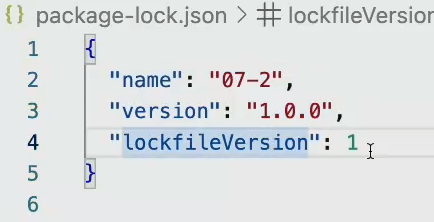 {} package-lock.json > # lockfileVersion
1 {
2 "name": "07-2",
3 "version": "1.0.0",
4 "lockfileVersion": 1
5 }
6